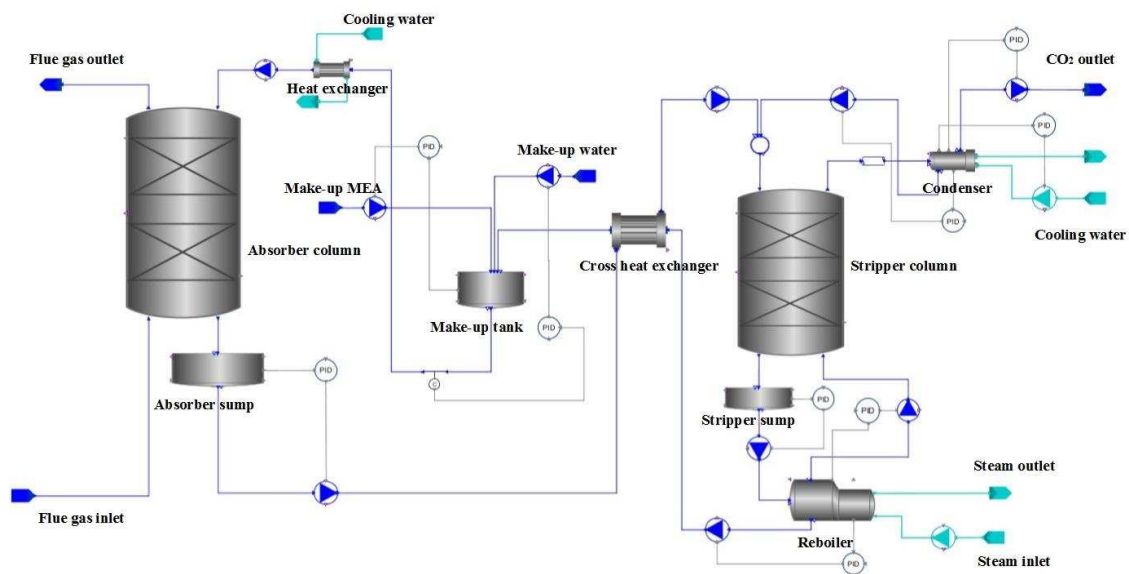 Cooling water
Flue gas outlet
Heat exchanger
PID
CO₂ outlet
PID
Make-up water
PID
Make-up MEA
Condenser
PID
Cooling water
Absorber column
Cross heat exchanger
Stripper column
Make-up tank
PID
C
PID
Absorber sump
PID
PID
Stripper sump
Steam outlet
Flue gas inlet
Reboiler
PID
Steam inlet